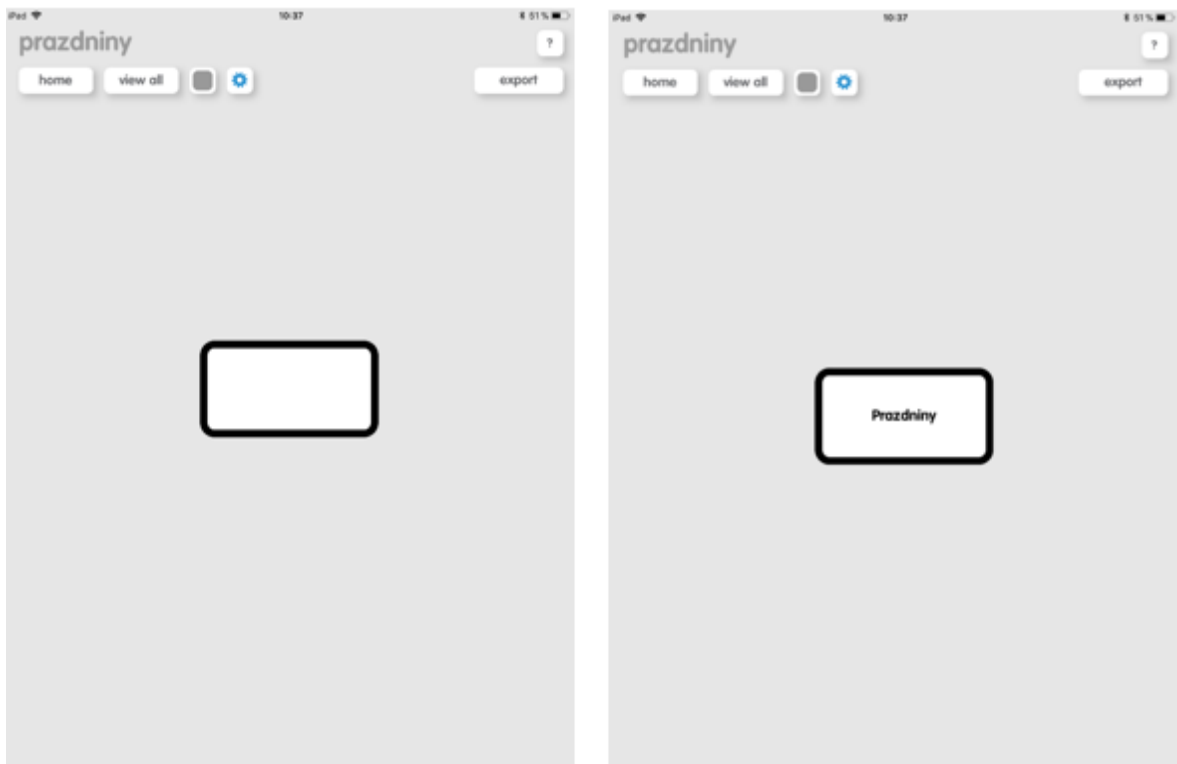 iPad 10:37 51%
prazdniny ?
home view all export
iPad 10:37 51%
prazdniny ?
home view all export
Prazdniny